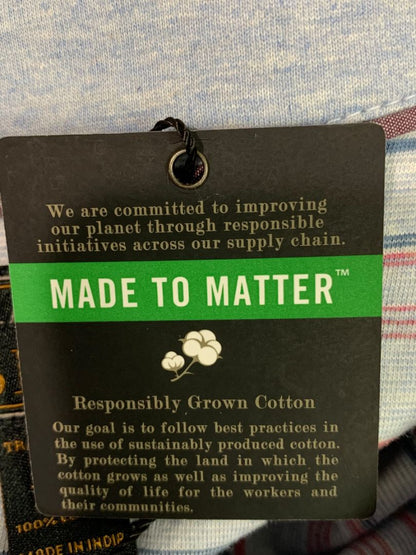 We are committed to improving
our planet through responsible
initiatives across our supply chain.
MADE TO MATTER™
Responsibly Grown Cotton
Our goal is to follow best practices in
the use of sustainably produced cotton.
By protecting the land in which the
cotton grows as well as improving the
quality of life for the workers and
their communities.
100%
MADE IN